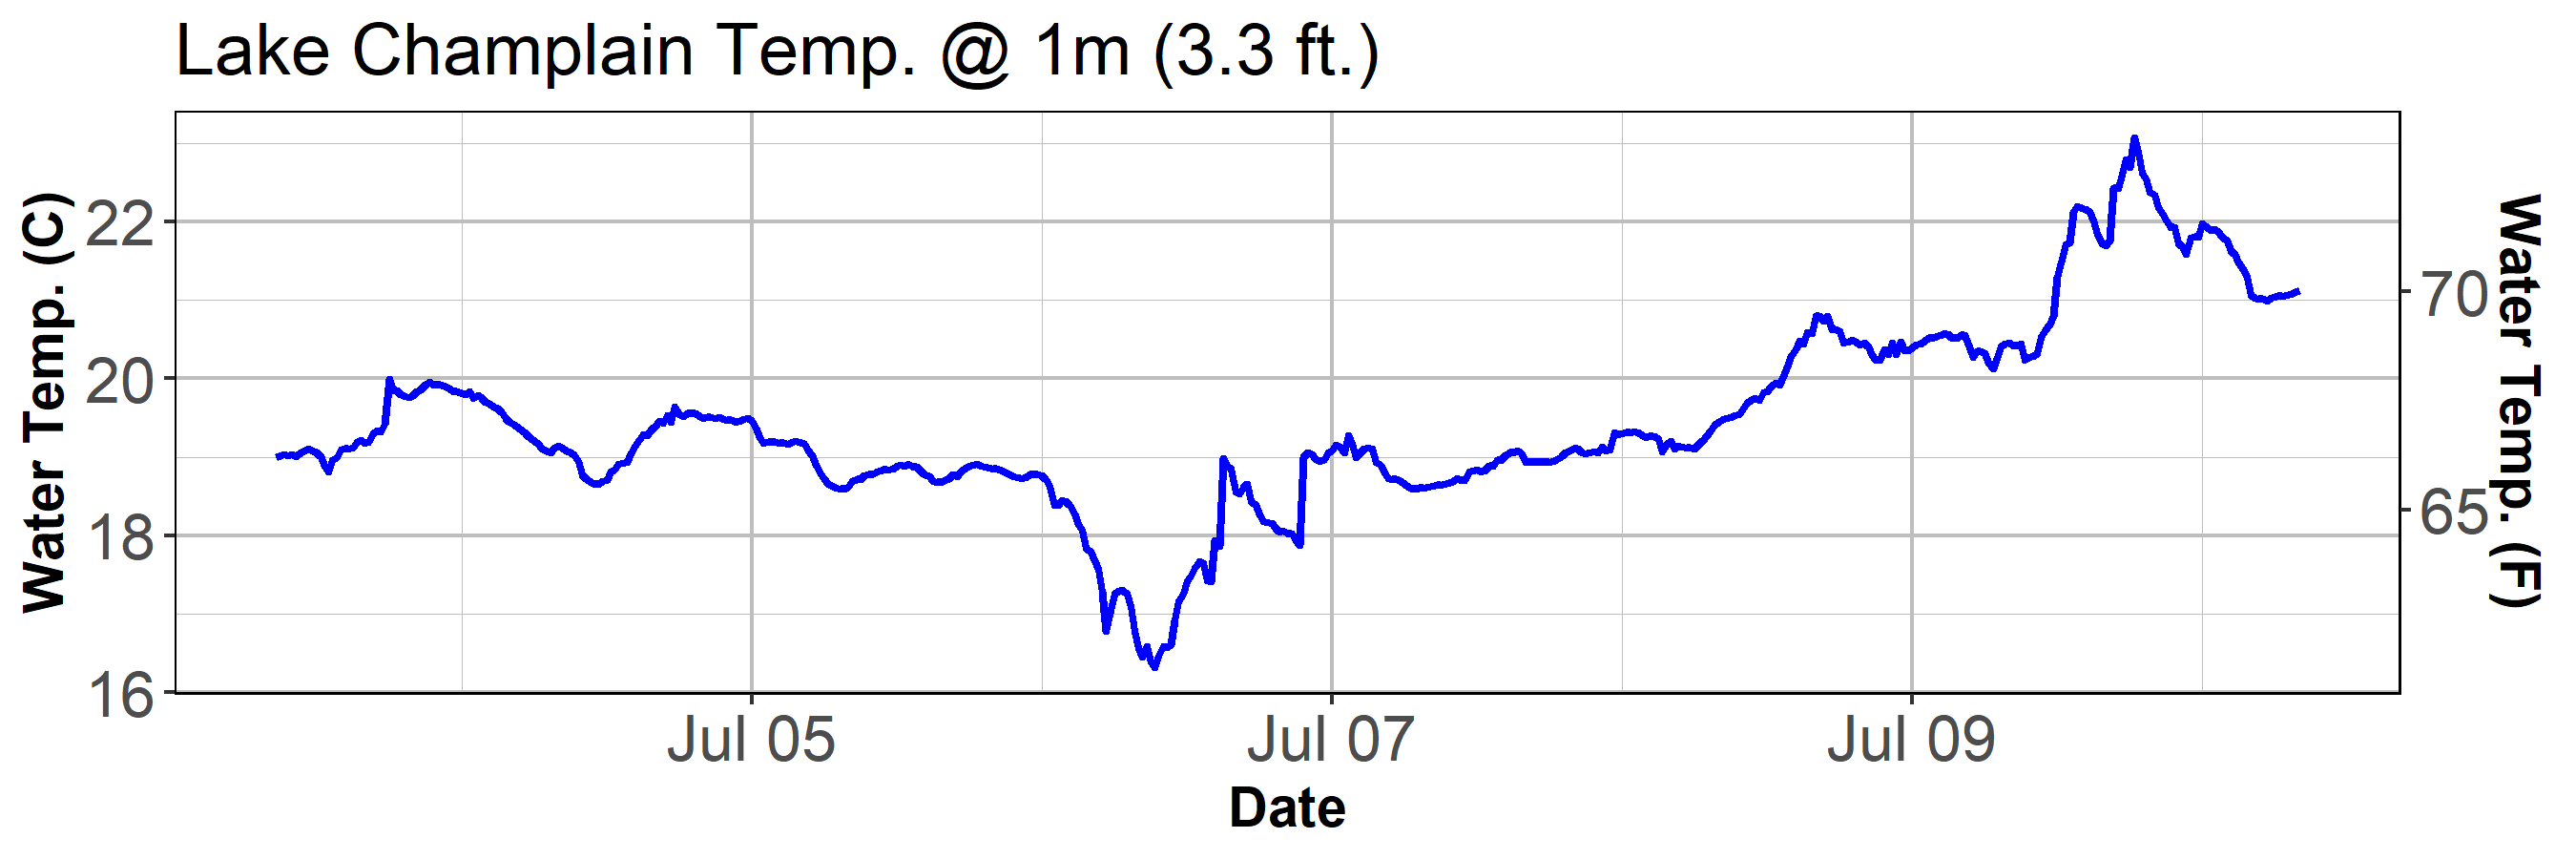 Lake Champlain Temp. @ 1m (3.3 ft.)
Water Temp. (C)
22
20
18
16
70
65
Water Temp. (F)
Jul 05
Jul 07
Jul 09
Date